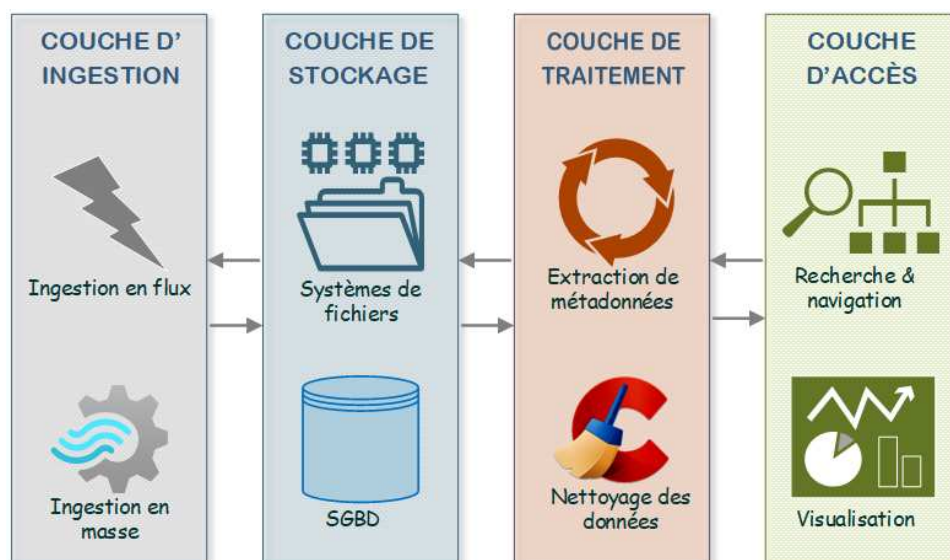 COUCHE D'
INGESTION
Ingestion en flux
Ingestion en
masse
COUCHE DE
STOCKAGE
Systèmes de
fichiers
SGBD
COUCHE DE
TRAITEMENT
Extraction de
métadonnées
Nettoyage des
données
COUCHE
D'ACCÈS
Recherche &
navigation
Visualisation